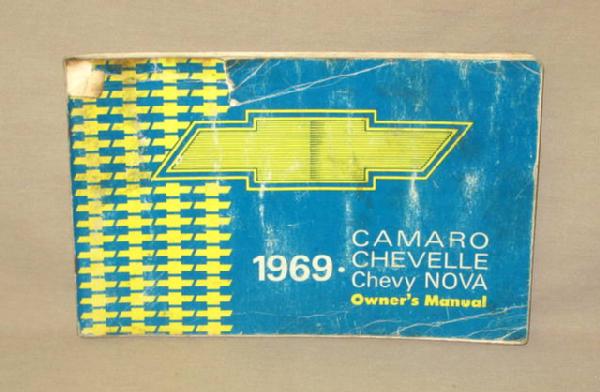 1969 · CAMARO
CHEVELLE
Chevy NOVA
Owner's Manual